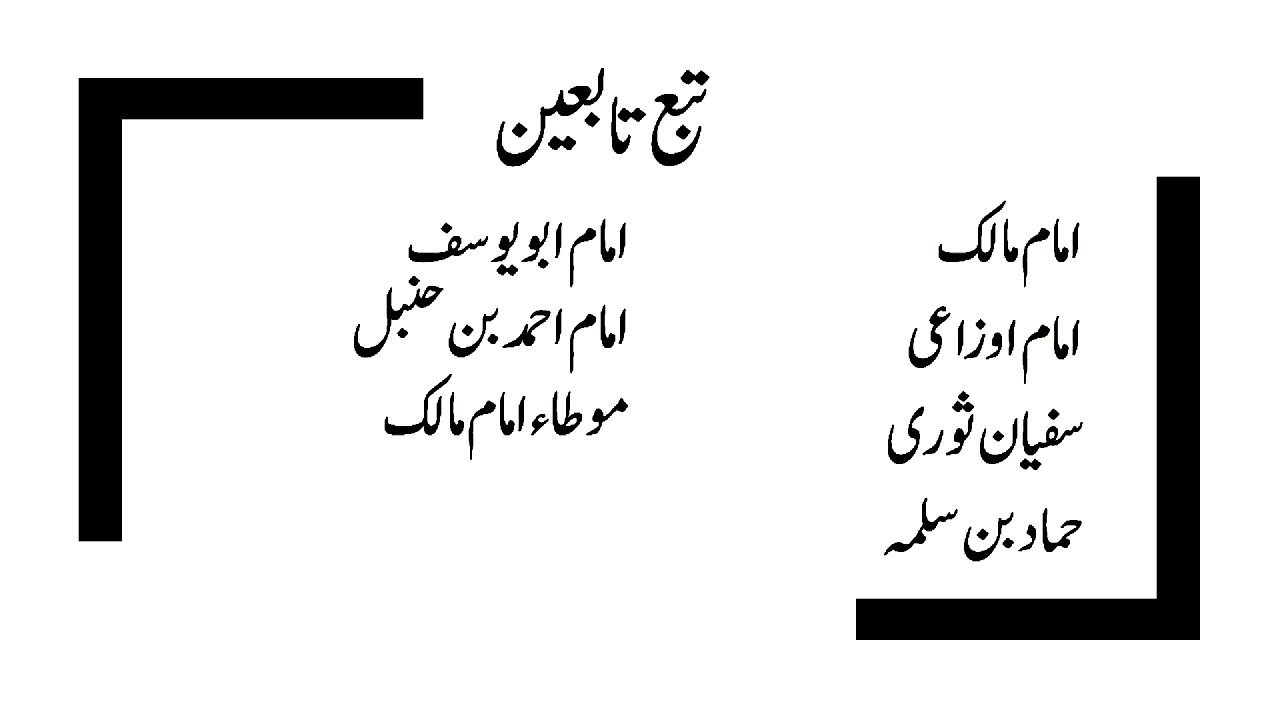 تبع تابعین
امام مالک
امام اوزاعی
سفیان ثوری
حماد بن سلمہ
امام ابو یوسف
امام احمد بن حنبل
موطاء امام مالک